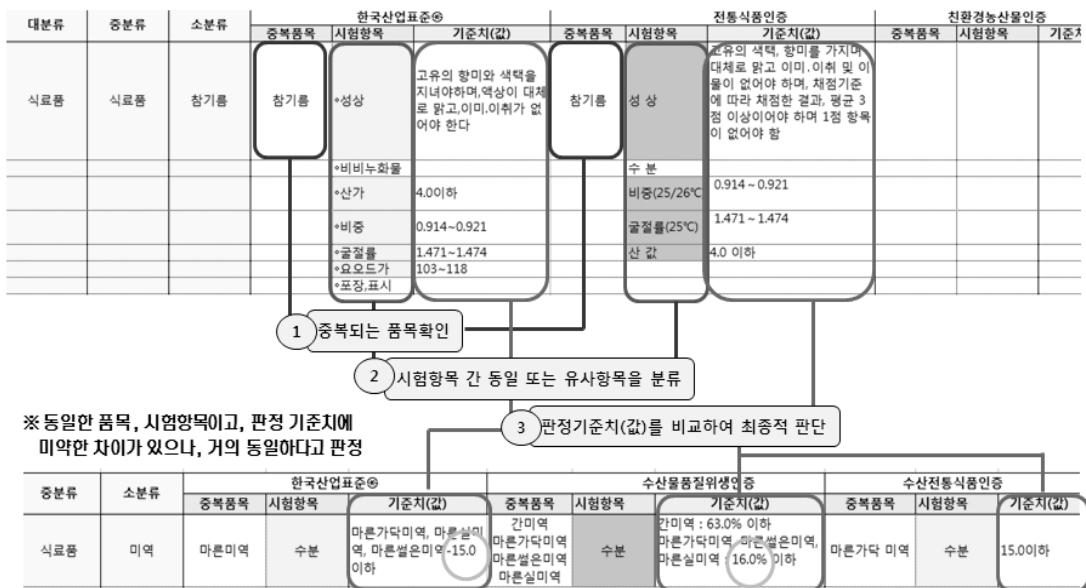 대분류 중분류 소분류 한국산업표준㉿ 전통식품인증 친환경농산물인증
중복품목 시험항목 기준치(값) 중복품목 시험항목 기준치(값) 중복품목 시험항목
식료품 식료품 참기름 참기름
∘성상
고유의 향미와 색택을
지녀야하며,액상이 대체
로 맑고,이미.이취가 없
어야 한다
참기름
성 상
고유의 색택, 향미를 가지며
대체로 맑고 이미.이취 및 이
물이 없어야 하며, 채점기준
에 따라 채점한 결과, 평균 3
점 이상이어야 하며 1점 항목
이 없어야 함
∘비비누화물 수 분
∘산가 4.0이하 비중(25/26℃) 0.914 ~ 0.921
∘비중 0.914~0.921 굴절률(25℃) 1.471 ~ 1.474
∘굴절률 1.471~1.474 산 값 4.0 이하
∘요오드가 103~118
∘포장,표시
1 중복되는 품목확인
2 시험항목 간 동일 또는 유사항목을 분류
3 판정기준치(값)를 비교하여 최종적 판단
※ 동일한 품목, 시험항목이고, 판정 기준치에
미약한 차이가 있으나, 거의 동일하다고 판정
중분류 소분류 한국산업표준㉿ 수산물품질위생인증 수산전통식품인증
중복품목 시험항목 기준치(값) 중복품목 시험항목 기준치(값) 중복품목 시험항목 기준치(값)
식료품 미역 마른미역 수분
마른가닥미역, 마른실미
역, 마른썰은미역-15.0
이하
간미역
마른가닥미역
마른썰은미역
마른실미역
수분
간미역 : 63.0% 이하
마른가닥미역, 마른썰은미역,
마른실미역 : 16.0% 이하
마른가닥 미역 수분 15.0이하